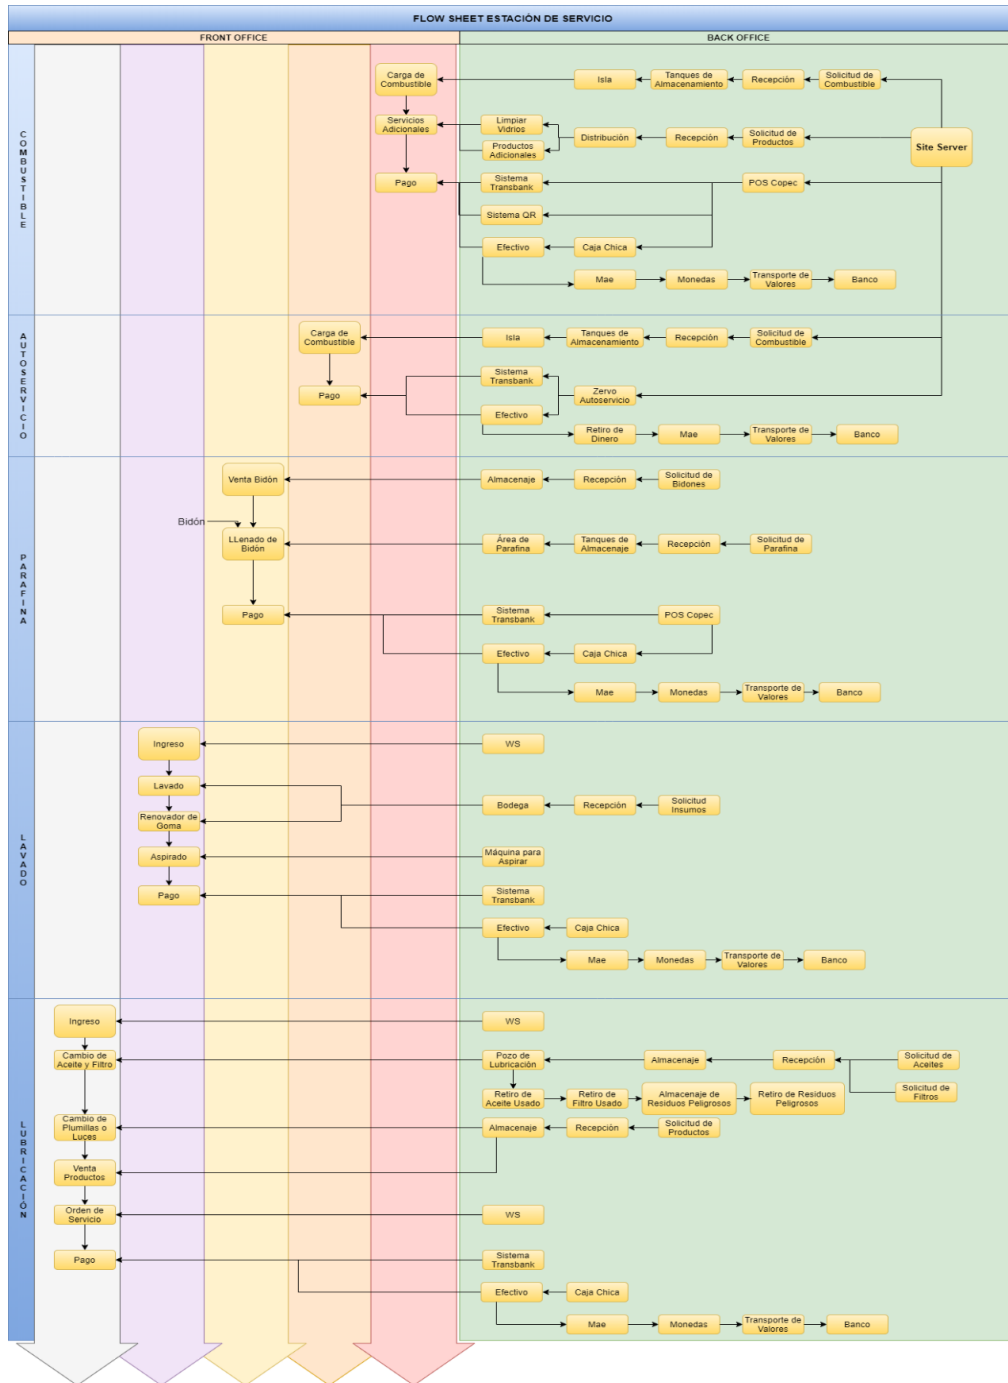 FLOW SHEET ESTACIÓN DE SERVICIO
FRONT OFFICE
BACK OFFICE
COMBUSTIBLE
Carga de
Combustible
Isla
Tanques de
Almacenamiento
Recepción
Solicitud de
Combustible
Servicios
Adicionales
Limpiar
Vidrios
Productos
Adicionales
Distribución
Recepción
Solicitud de
Productos
Site Server
Pago
Sistema
Transbank
POS Copec
Sistema QR
Efectivo
Caja Chica
Mae
Monedas
Transporte de
Valores
Banco
AUTOSERVICIO
Carga de
Combustible
Isla
Tanques de
Almacenamiento
Recepción
Solicitud de
Combustible
Pago
Sistema
Transbank
Zervo
Autoservicio
Efectivo
Retiro de
Dinero
Mae
Transporte de
Valores
Banco
PARAFINA
Venta Bidón
Almacenaje
Recepción
Solicitud de
Bidones
Bidón
LLenado de
Bidón
Área de
Parafina
Tanques de
Almacenaje
Recepción
Solicitud de
Parafina
Pago
Sistema
Transbank
POS Copec
Efectivo
Caja Chica
Mae
Monedas
Transporte de
Valores
Banco
LAVADO
Ingreso
WS
Lavado
Renovador de
Goma
Bodega
Recepción
Solicitud
Insumos
Aspirado
Máquina para
Aspirar
Pago
Sistema
Transbank
Efectivo
Caja Chica
Mae
Monedas
Transporte de
Valores
Banco
LUBRICACIÓN
Ingreso
WS
Cambio de
Aceite y Filtro
Pozo de
Lubricación
Almacenaje
Recepción
Solicitud de
Aceites
Solicitud de
Filtros
Retiro de
Aceite Usado
Retiro de
Filtro Usado
Almacenaje de
Residuos Peligrosos
Retiro de Residuos
Peligrosos
Cambio de
Plumillas o
Luces
Almacenaje
Recepción
Solicitud de
Productos
Venta
Productos
Orden de
Servicio
WS
Pago
Sistema
Transbank
Efectivo
Caja Chica
Mae
Monedas
Transporte de
Valores
Banco